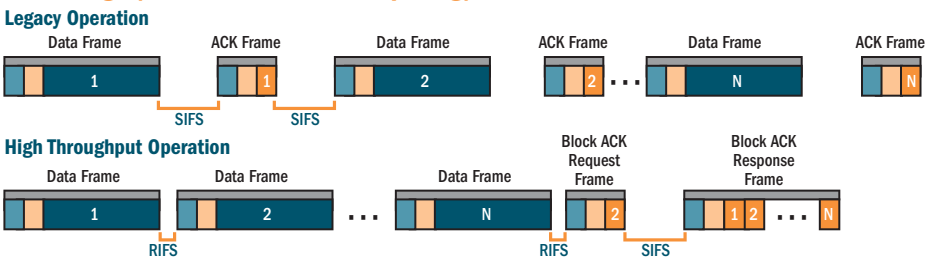 Legacy Operation
Data Frame ACK Frame Data Frame ACK Frame Data Frame ACK Frame
1 1 2 2 ... N N
SIFS SIFS
High Throughput Operation
Block ACK Request Frame
Block ACK Response Frame
Data Frame Data Frame Data Frame
1 2 ... N 2 1 2 ... N
RIFS RIFS SIFS